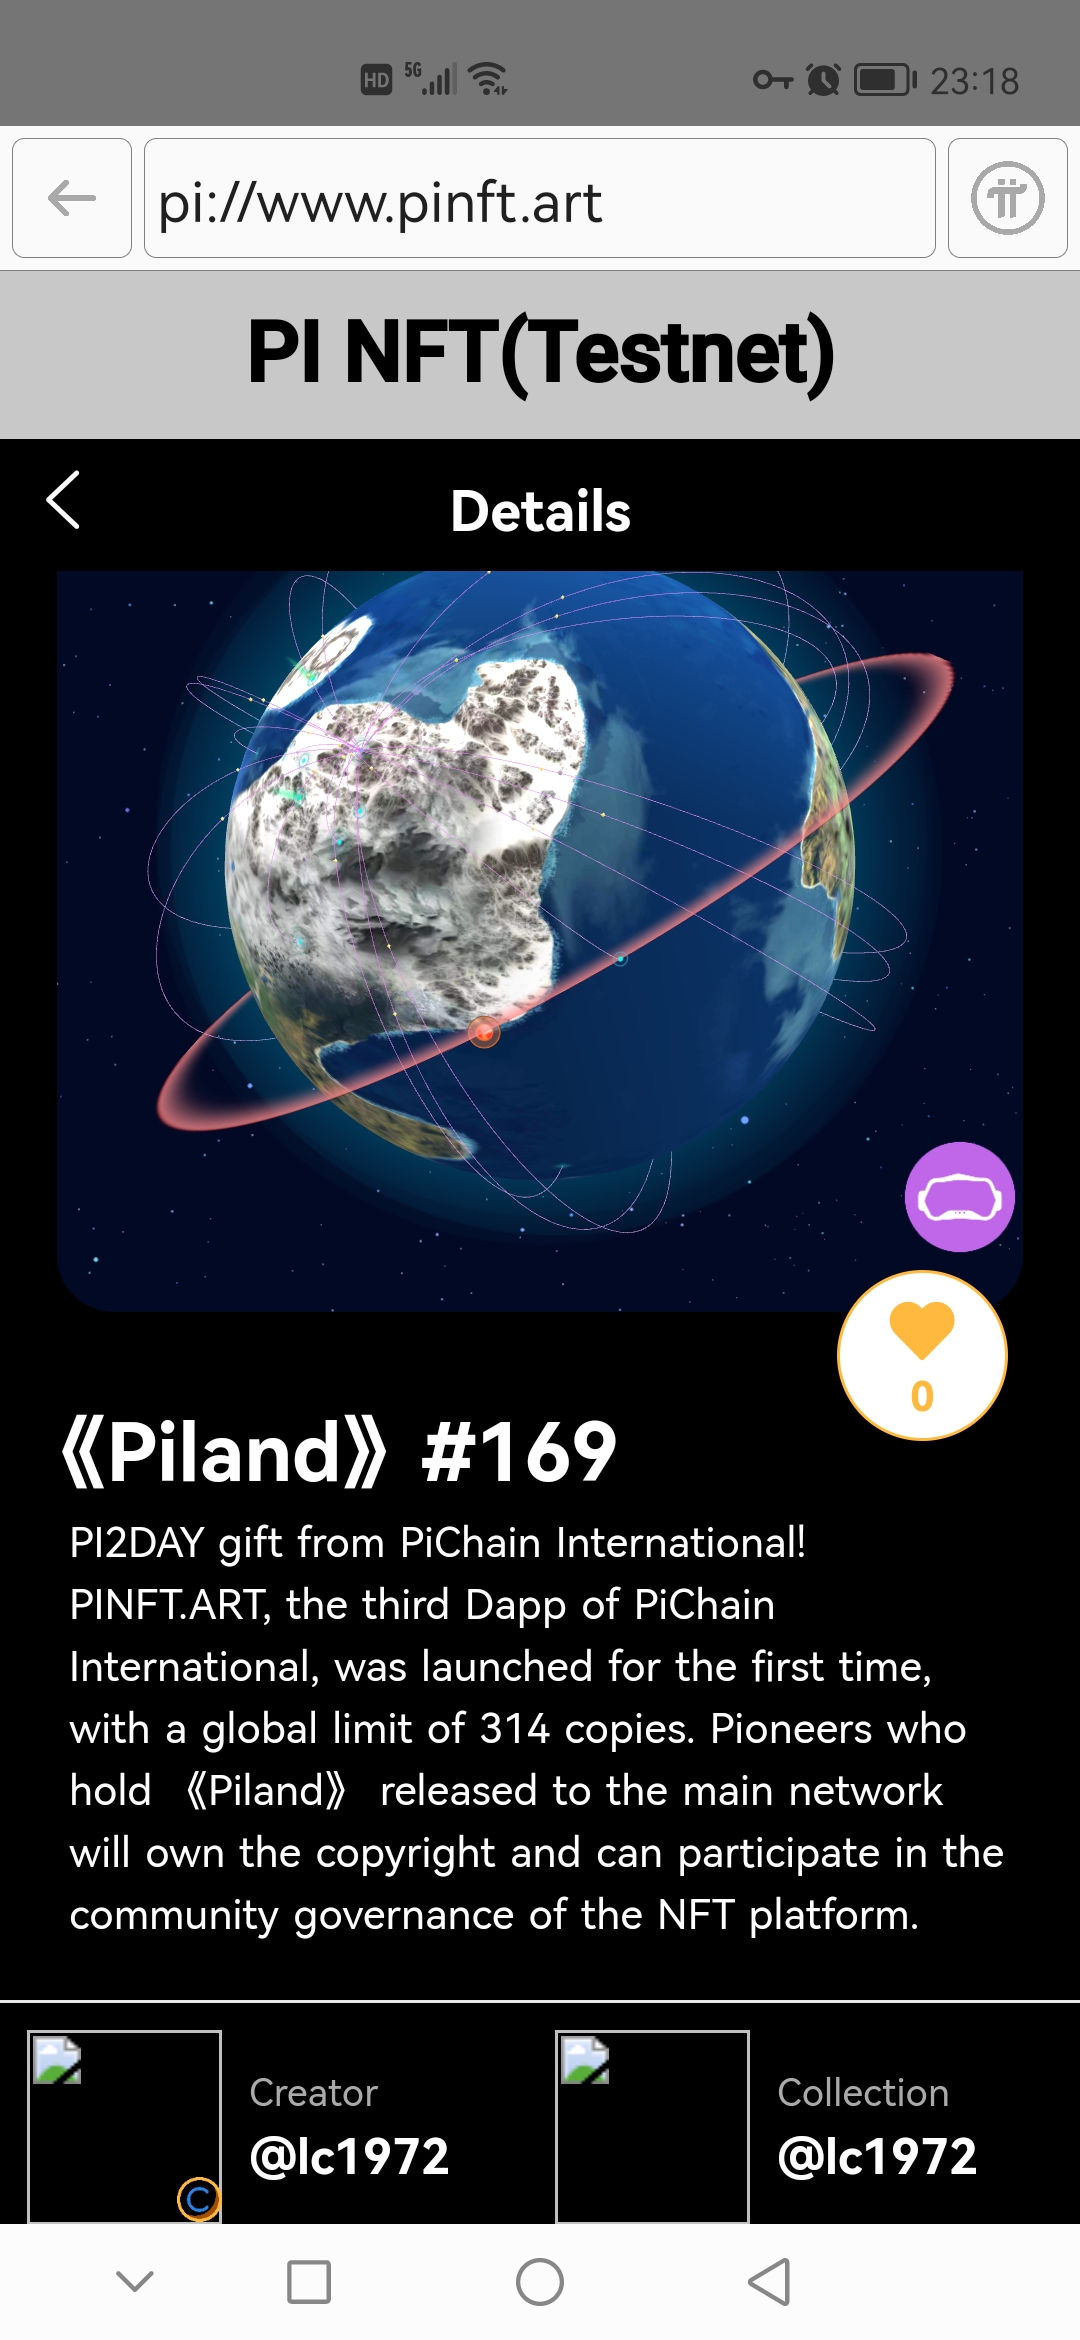 HD 5G 23:18
pi://www.pinft.art
PI NFT(Testnet)
Details
0
《Piland》 #169
PI2DAY gift from PiChain International!
PINFT.ART, the third Dapp of PiChain
International, was launched for the first time,
with a global limit of 314 copies. Pioneers who
hold 《Piland》 released to the main network
will own the copyright and can participate in the
community governance of the NFT platform.
Creator
@lc1972
Collection
@lc1972